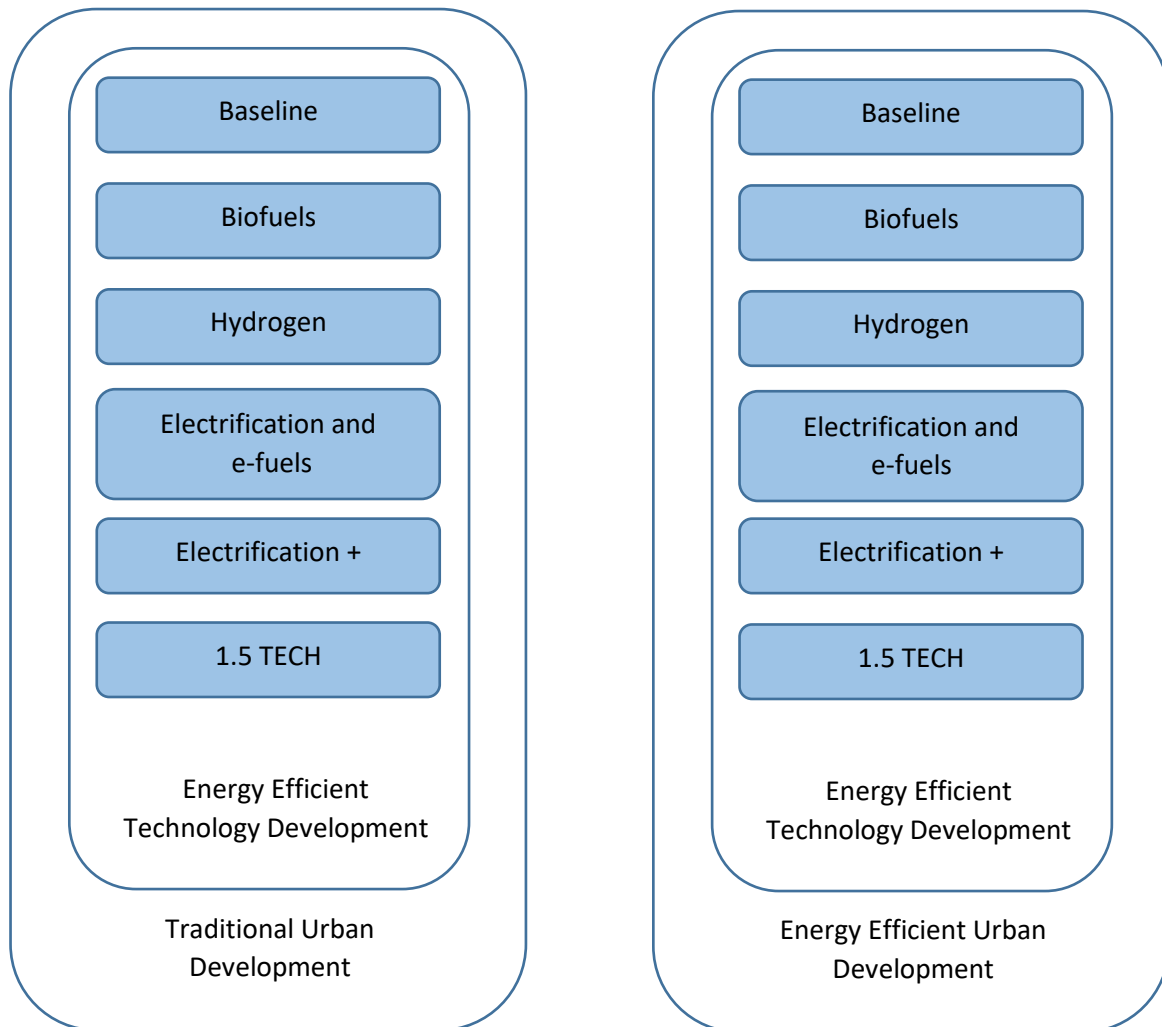 Baseline
Biofuels
Hydrogen
Electrification and
e-fuels
Electrification +
1.5 TECH
Energy Efficient
Technology Development
Traditional Urban
Development
Baseline
Biofuels
Hydrogen
Electrification and
e-fuels
Electrification +
1.5 TECH
Energy Efficient
Technology Development
Energy Efficient Urban
Development